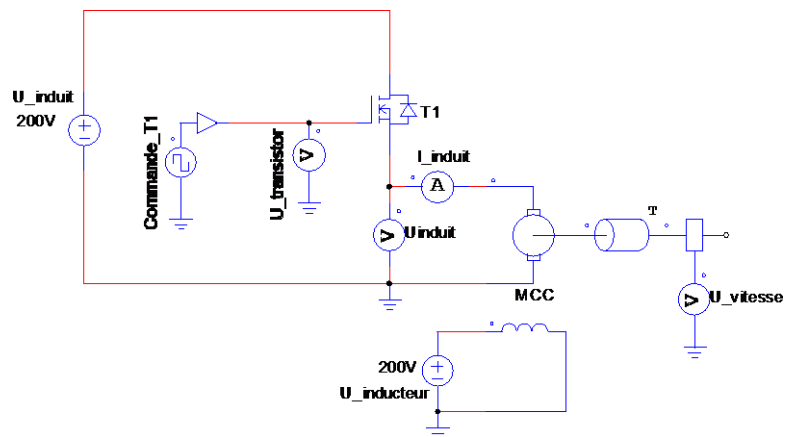 U_induit
200V
Commande_T1
V
U_transistor
T1
I_induit
A
V
Uinduit
MCC
T
V
U_vitesse
200V
U_inducteur